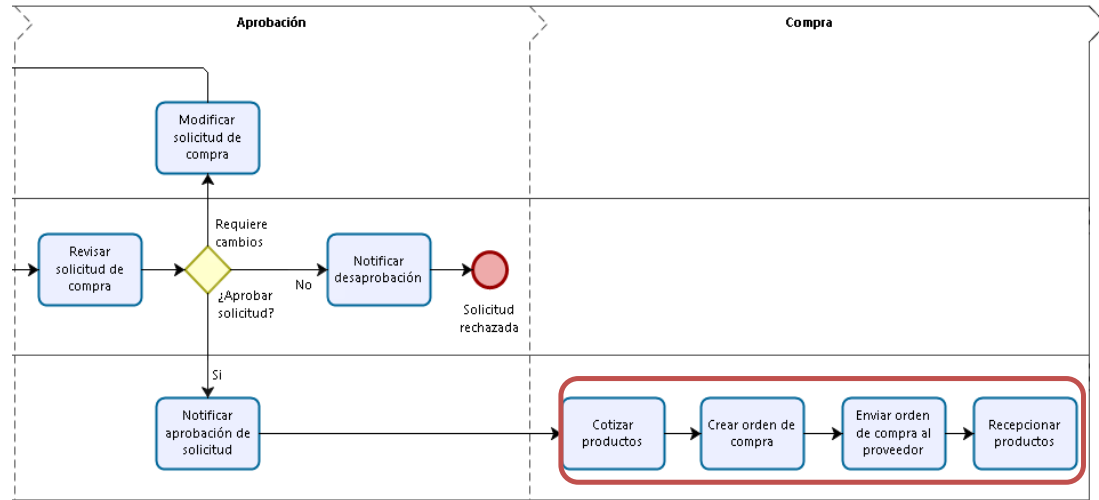 Aprobación
Compra
Modificar
solicitud de
compra
Requiere
cambios
Revisar
solicitud de
compra
¿Aprobar
solicitud?
No
Notificar
desaprobación
Solicitud
rechazada
Si
Notificar
aprobación de
solicitud
Cotizar
productos
Crear orden de
compra
Enviar orden
de compra al
proveedor
Recepcionar
productos